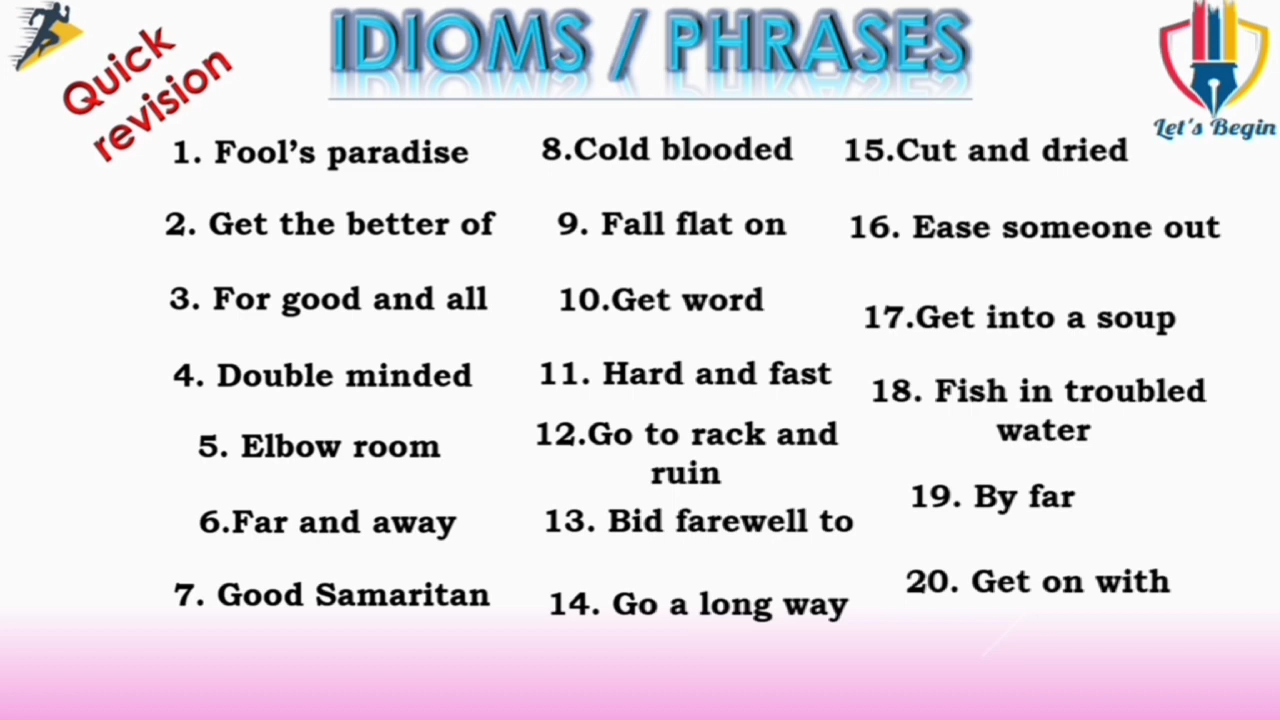 Quick
revision
IDIOMS / PHRASES
Let's Begin
1. Fool's paradise
2. Get the better of
3. For good and all
4. Double minded
5. Elbow room
6.Far and away
7. Good Samaritan
8.Cold blooded
9. Fall flat on
10.Get word
11. Hard and fast
12.Go to rack and
ruin
13. Bid farewell to
14. Go a long way
15.Cut and dried
16. Ease someone out
17.Get into a soup
18. Fish in troubled
water
19. By far
20. Get on with